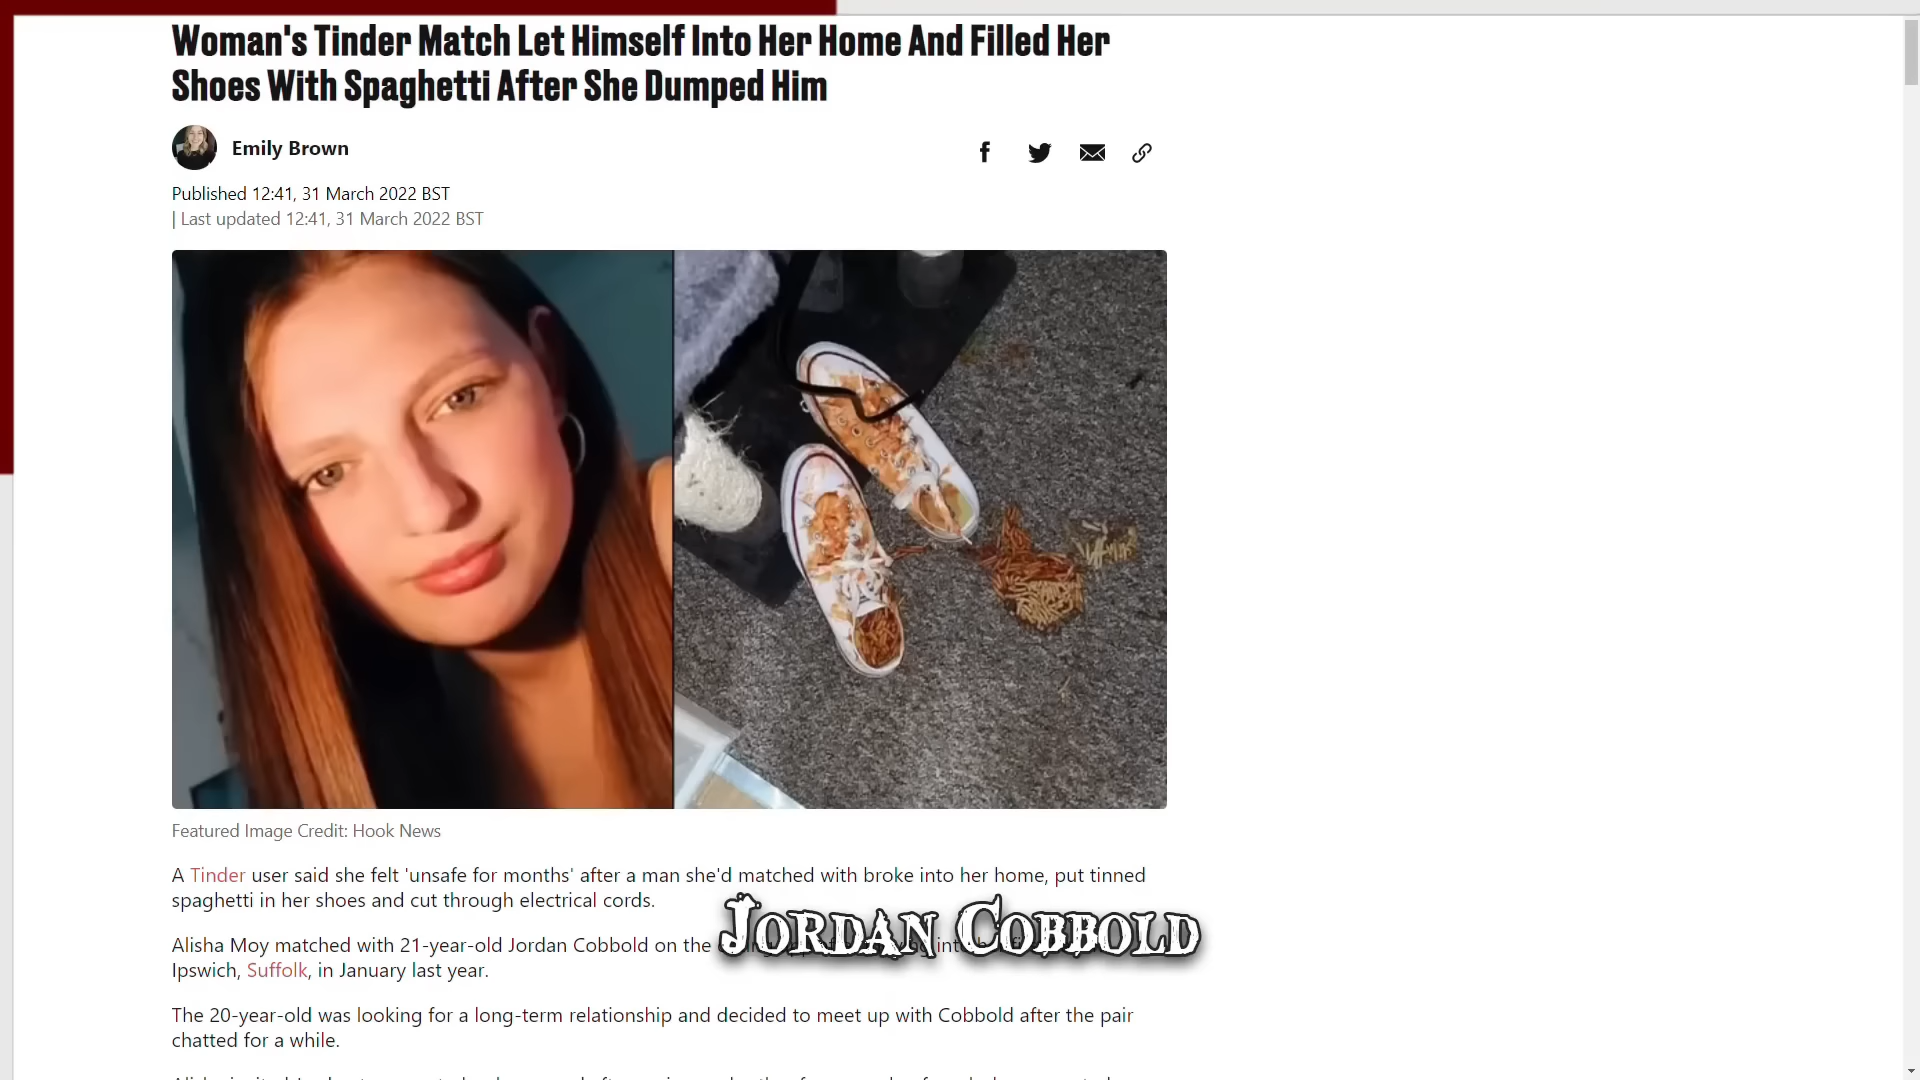 Woman's Tinder Match Let Himself Into Her Home And Filled Her
Shoes With Spaghetti After She Dumped Him
Emily Brown
Published 12:41, 31 March 2022 BST
| Last updated 12:41, 31 March 2022 BST
Featured Image Credit: Hook News
A Tinder user said she felt 'unsafe for months' after a man she'd matched with broke into her home, put tinned
spaghetti in her shoes and cut through electrical cords.
Jordan Cobbold
Alisha Moy matched with 21-year-old Jordan Cobbold on the
Ipswich, Suffolk, in January last year.
The 20-year-old was looking for a long-term relationship and decided to meet up with Cobbold after the pair
chatted for a while.